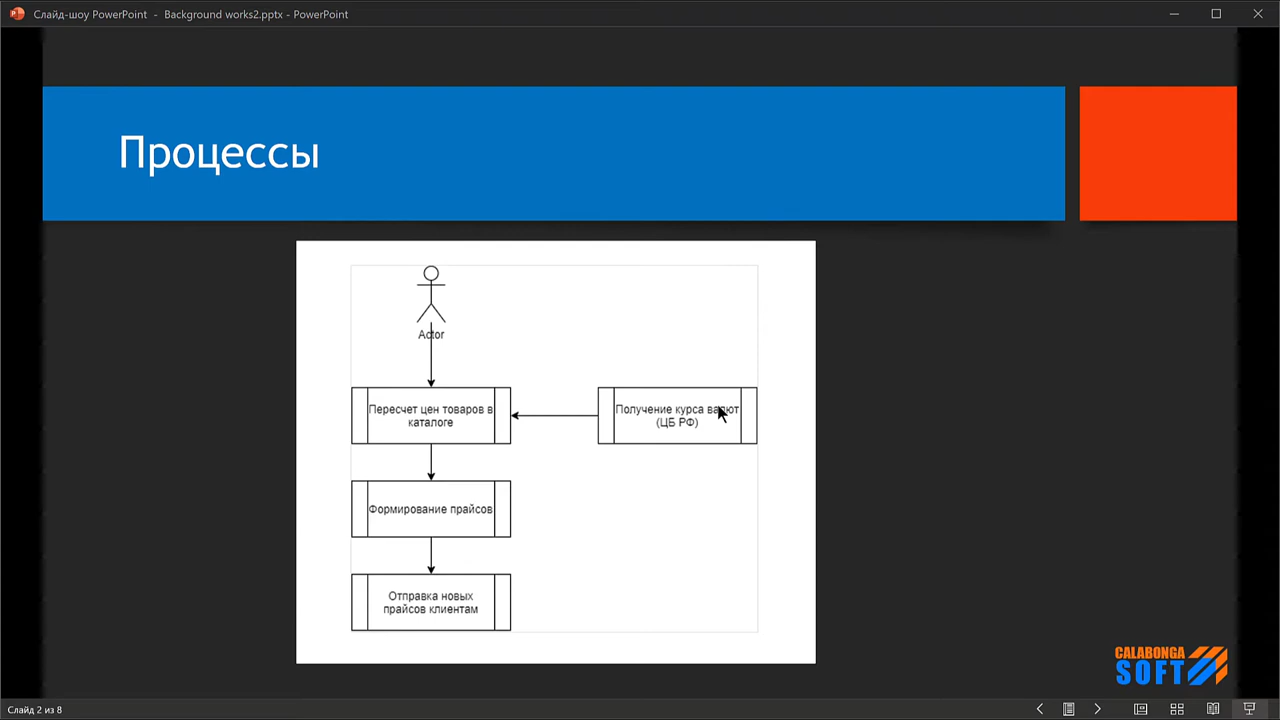 Слайд-шоу PowerPoint - Background works2.pptx - PowerPoint
Процессы
Actor
Пересчет цен товаров в
каталоге
Получение курса валют
(ЦБ РФ)
Формирование прайсов
Отправка новых
прайсов клиентам
CALABONGA
SOFT
Слайд 2 из 8